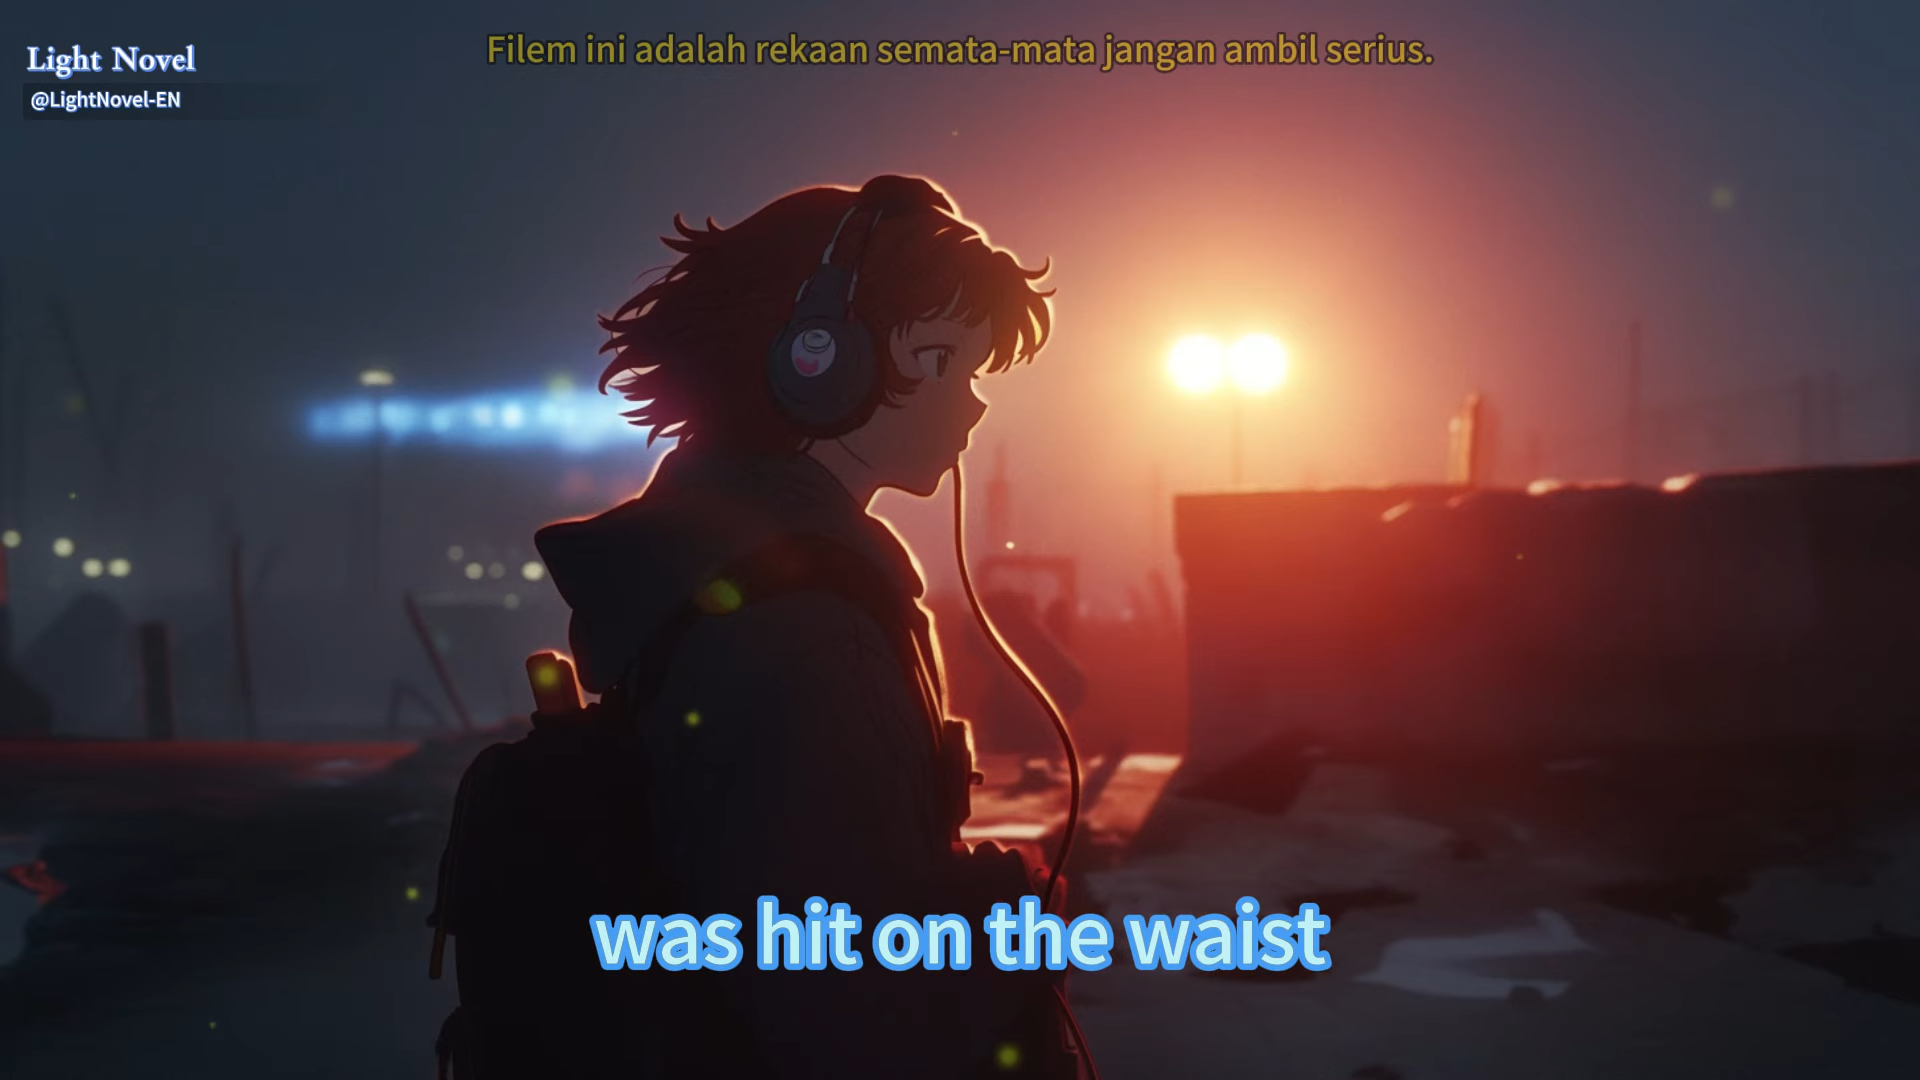 Light Novel
@LightNovel-EN
Filem ini adalah rekaan semata-mata jangan ambil serius.
was hit on the waist